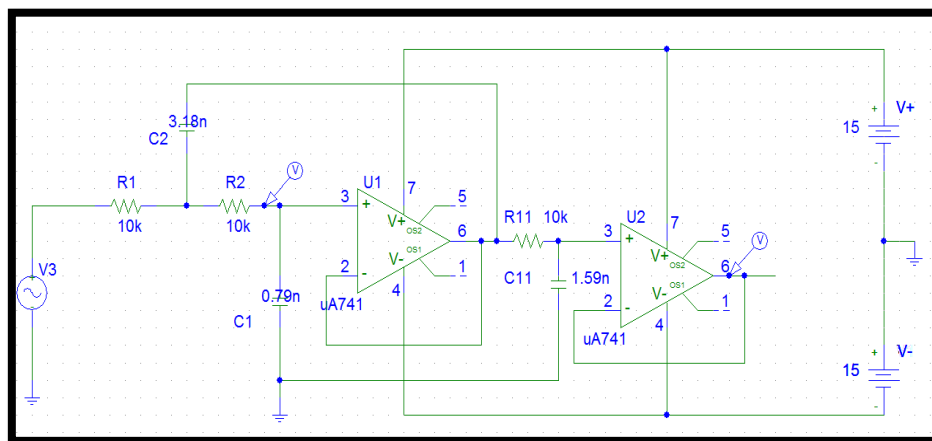 V+
15
3.18n
C2
R1
R2
V
U1
7
5
10k
10k
3
+
V+
OS2
6
R11
10k
U2
7
5
3
+
V+
OS2
V
V3
2
-
V-
OS1
1
4
uA741
C11
1.59n
6
2
-
V-
OS1
1
4
uA741
0.79n
C1
V-
15
+
-
+
-